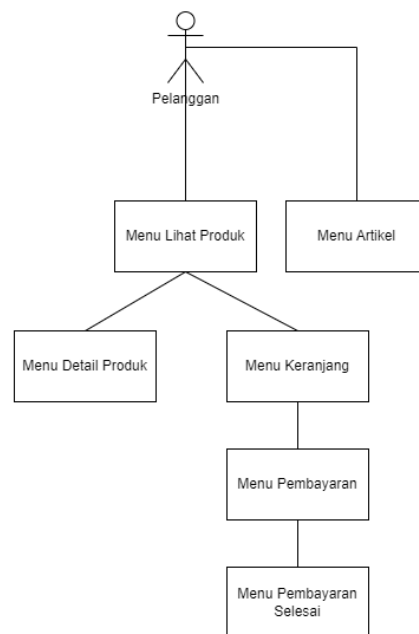 Pelanggan
Menu Lihat Produk
Menu Artikel
Menu Detail Produk
Menu Keranjang
Menu Pembayaran
Menu Pembayaran
Selesai